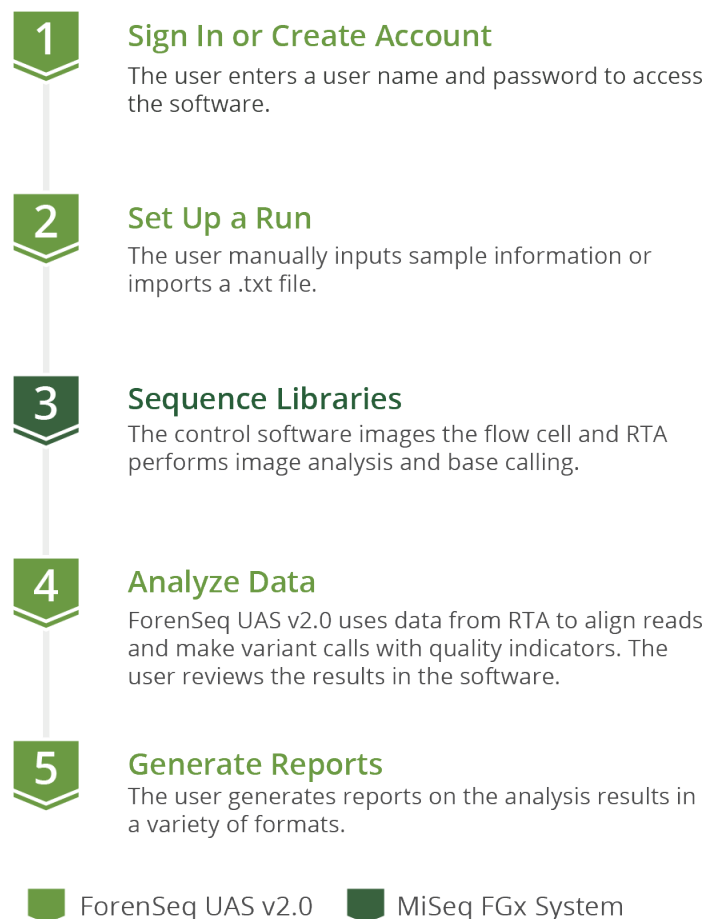 1
Sign In or Create Account
The user enters a user name and password to access
the software.
2
Set Up a Run
The user manually inputs sample information or
imports a .txt file.
3
Sequence Libraries
The control software images the flow cell and RTA
performs image analysis and base calling.
4
Analyze Data
ForenSeq UAS v2.0 uses data from RTA to align reads
and make variant calls with quality indicators. The
user reviews the results in the software.
5
Generate Reports
The user generates reports on the analysis results in
a variety of formats.
ForenSeq UAS v2.0 MiSeq FGx System